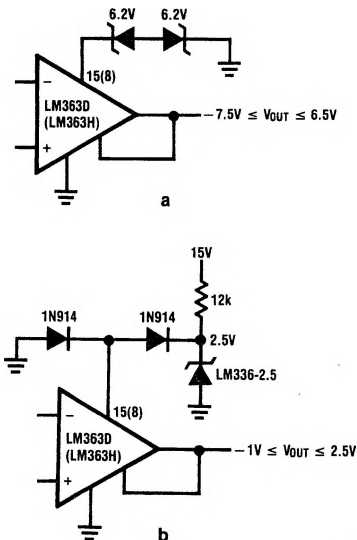 6.2V 6.2V
15(8)
−
LM363D
(LM363H)
+
−7.5V ≤ VOUT ≤ 6.5V
a
15V
12k
1N914 1N914
2.5V
LM336-2.5
15(8)
−
LM363D
(LM363H)
+
−1V ≤ VOUT ≤ 2.5V
b